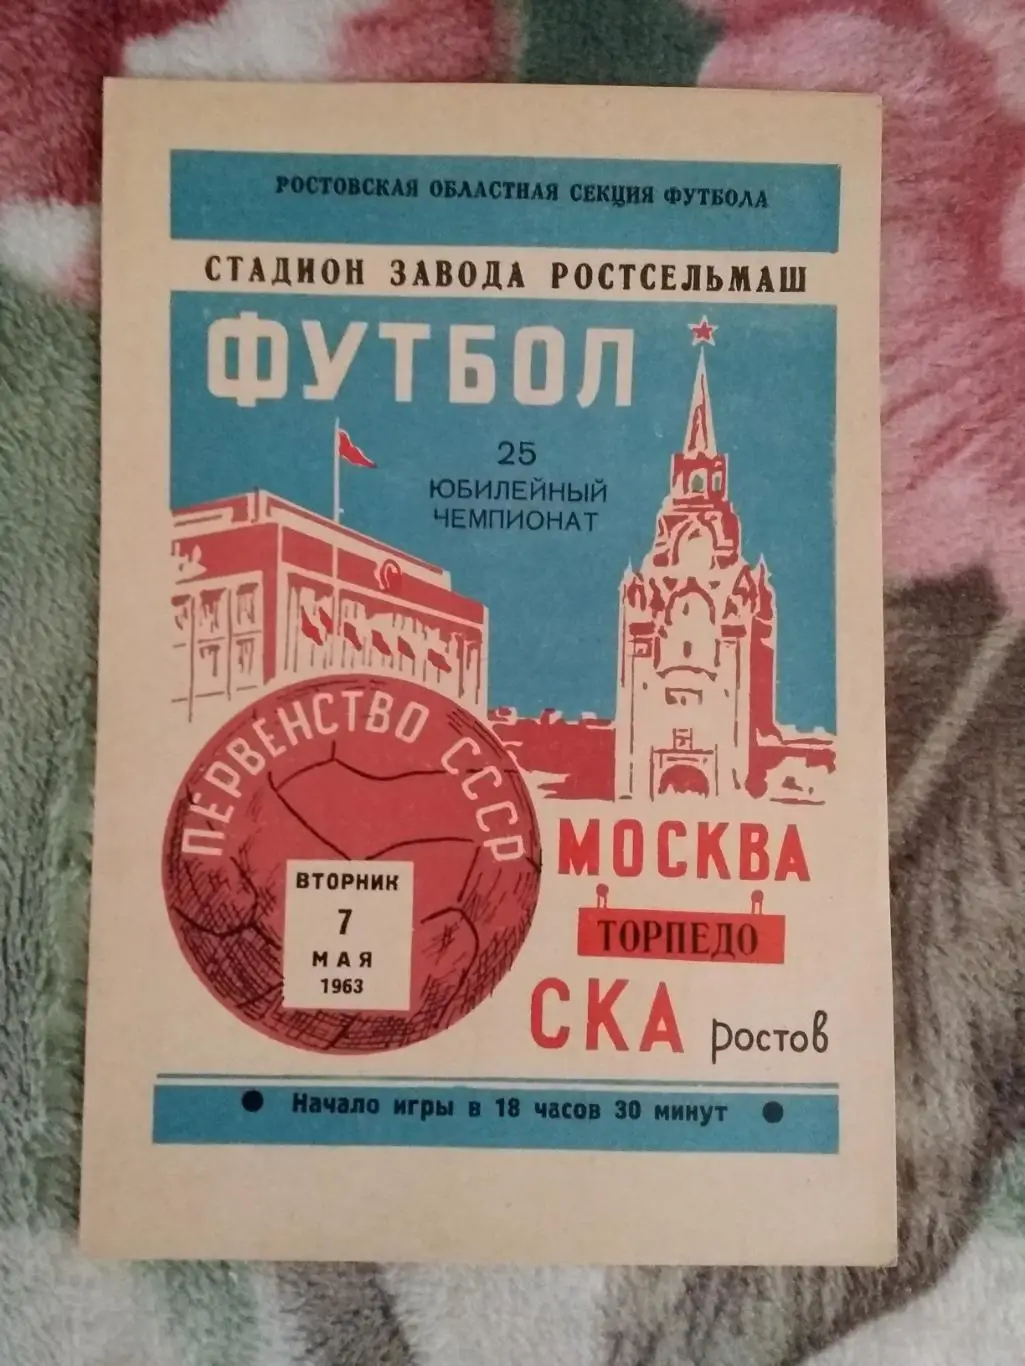 РОСТОВСКАЯ ОБЛАСТНАЯ СЕКЦИЯ ФУТБОЛА
СТАДИОН ЗАВОДА РОСТСЕЛЬМАШ
ФУТБОЛ
25
ЮБИЛЕЙНЫЙ
ЧЕМПИОНАТ
ПЕРВЕНСТВО СССР
ВТОРНИК
7
МАЯ
1963
МОСКВА
ТОРПЕДО
СКА ростов
Начало игры в 18 часов 30 минут